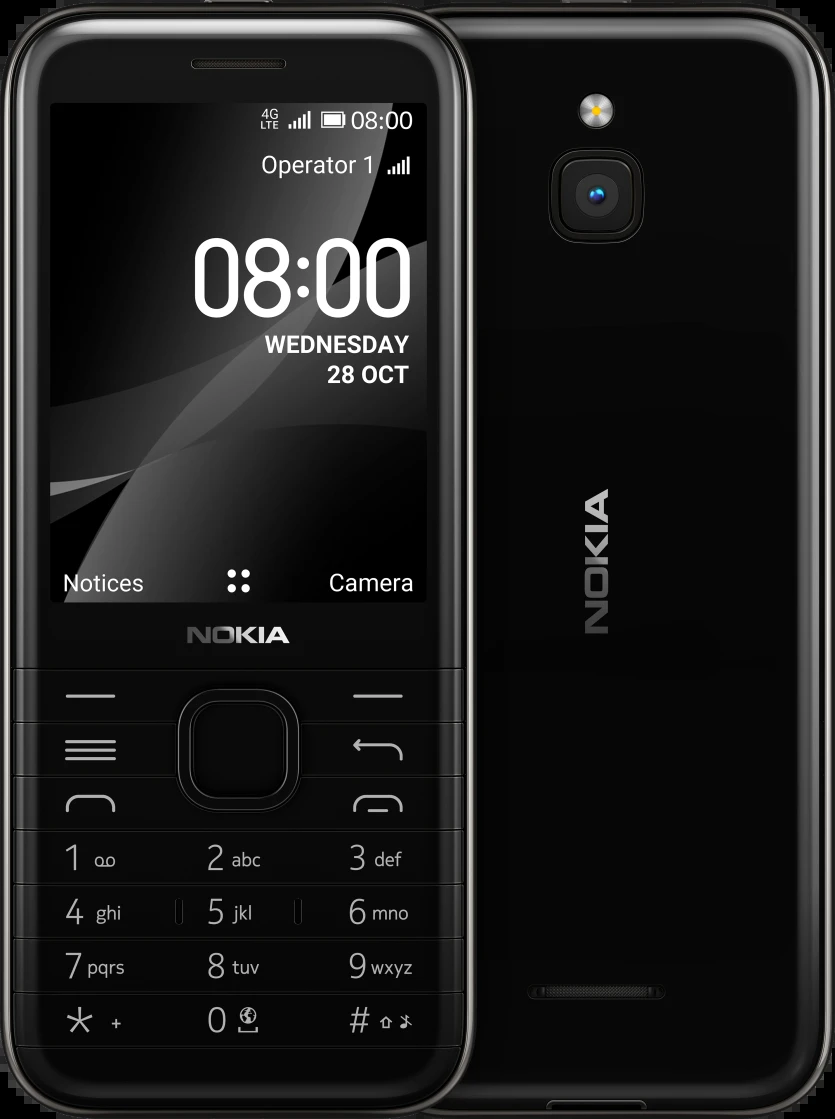 4G
LTE 08:00
Operator 1
08:00
WEDNESDAY
28 OCT
Notices Camera
NOKIA
NOKIA
1 2 abc 3 def
4 ghi 5 jkl 6 mno
7 pqrs 8 tuv 9 wxyz
* + 0 #